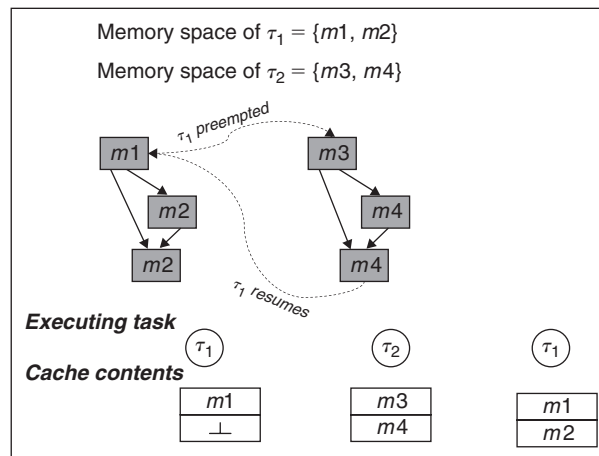 Memory space of τ1 = {m1, m2}
Memory space of τ2 = {m3, m4}
τ1 preempted
m1
m3
m2
m4
m2
m4
τ1 resumes
Executing task
τ1
τ2
τ1
Cache contents
m1
⊥
m3
m4
m1
m2